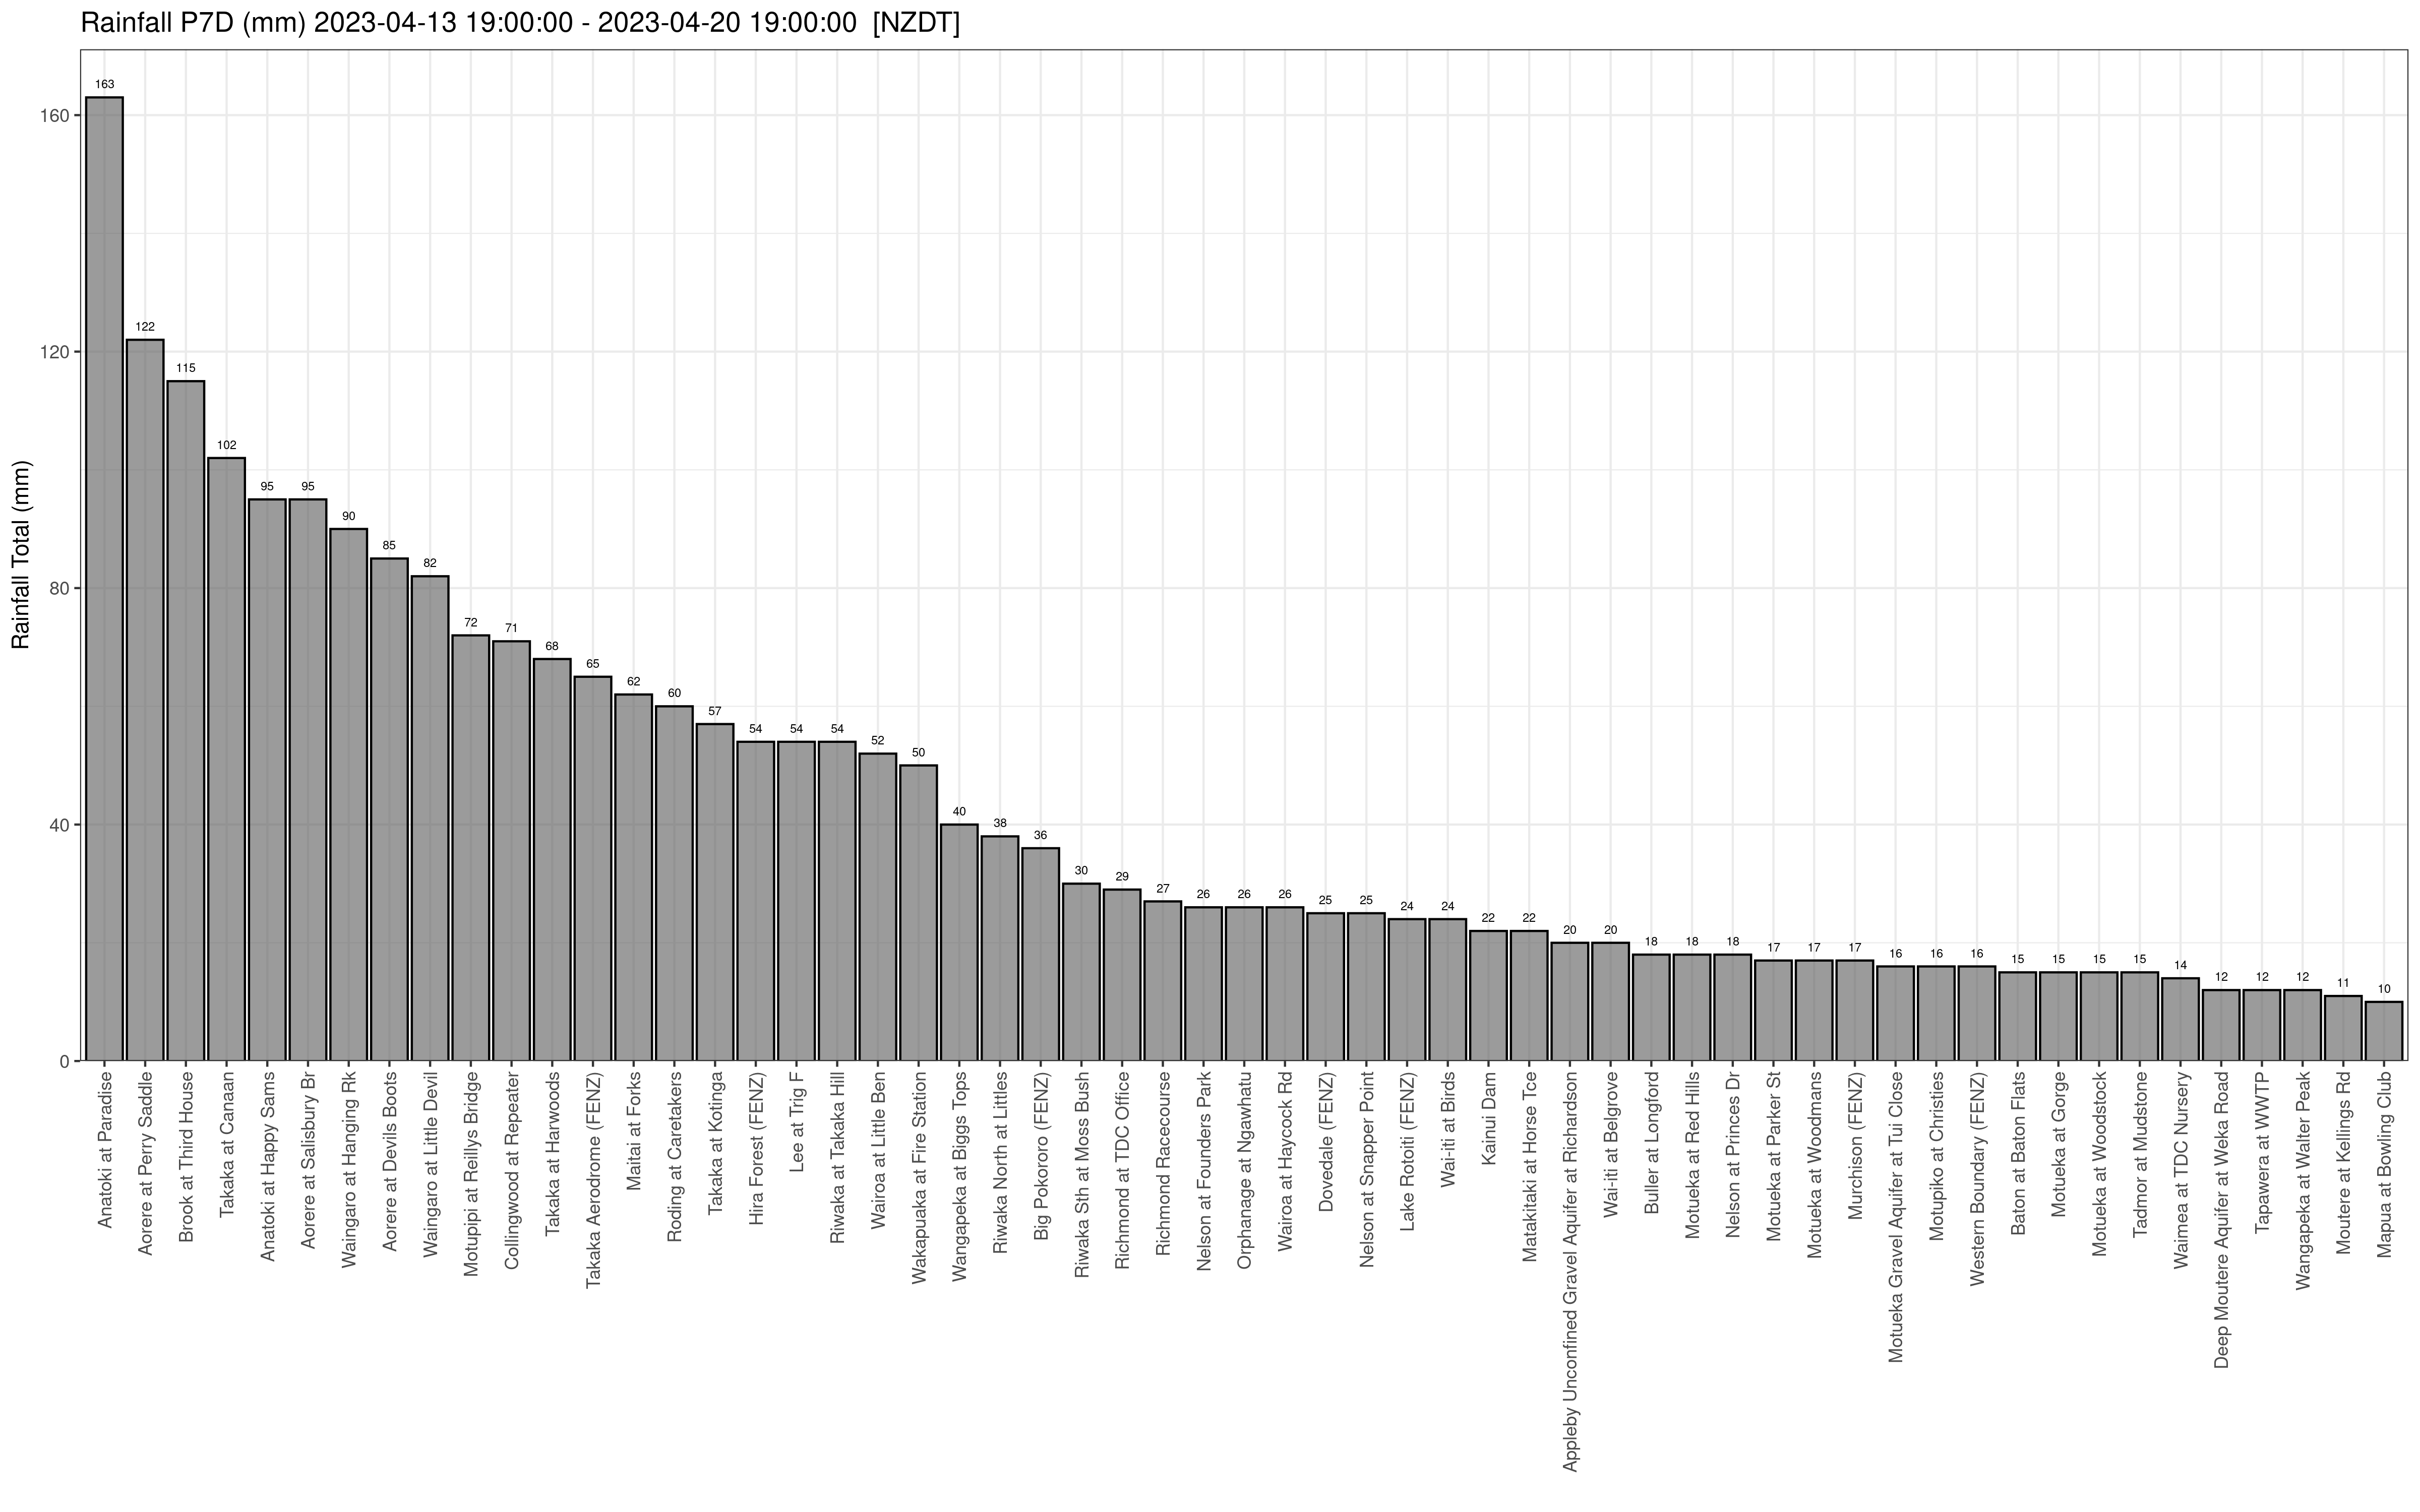 Rainfall P7D (mm) 2023-04-13 19:00:00 - 2023-04-20 19:00:00  [NZDT]
Rainfall Total (mm)
160
120
80
40
0
163
122
115
102
95
95
90
85
82
72
71
68
65
62
60
57
54
54
54
52
50
40
38
36
30
29
27
26
26
26
25
25
24
24
22
22
20
20
18
18
18
17
17
17
16
16
16
15
15
15
15
14
12
12
12
11
10
Anatoki at Paradise
Aorere at Perry Saddle
Brook at Third House
Takaka at Canaan
Anatoki at Happy Sams
Aorere at Salisbury Br
Waingaro at Hanging Rk
Aorere at Devils Boots
Waingaro at Little Devil
Motupipi at Reillys Bridge
Collingwood at Repeater
Takaka at Harwoods
Takaka Aerodrome (FENZ)
Maitai at Forks
Roding at Caretakers
Takaka at Kotinga
Hira Forest (FENZ)
Lee at Trig F
Riwaka at Takaka Hill
Wairoa at Little Ben
Wakapuaka at Fire Station
Wangapeka at Biggs Tops
Riwaka North at Littles
Big Pokororo (FENZ)
Riwaka Sth at Moss Bush
Richmond at TDC Office
Richmond Racecourse
Nelson at Founders Park
Orphanage at Ngawhatu
Wairoa at Haycock Rd
Dovedale (FENZ)
Nelson at Snapper Point
Lake Rotoiti (FENZ)
Wai-iti at Birds
Kainui Dam
Matakitaki at Horse Tce
Appleby Unconfined Gravel Aquifer at Richardson
Wai-iti at Belgrove
Buller at Longford
Motueka at Red Hills
Nelson at Princes Dr
Motueka at Parker St
Motueka at Woodmans
Murchison (FENZ)
Motueka Gravel Aquifer at Tui Close
Motupiko at Christies
Western Boundary (FENZ)
Baton at Baton Flats
Motueka at Gorge
Motueka at Woodstock
Tadmor at Mudstone
Waimea at TDC Nursery
Deep Moutere Aquifer at Weka Road
Tapawera at WWTP
Wangapeka at Walter Peak
Moutere at Kellings Rd
Mapua at Bowling Club